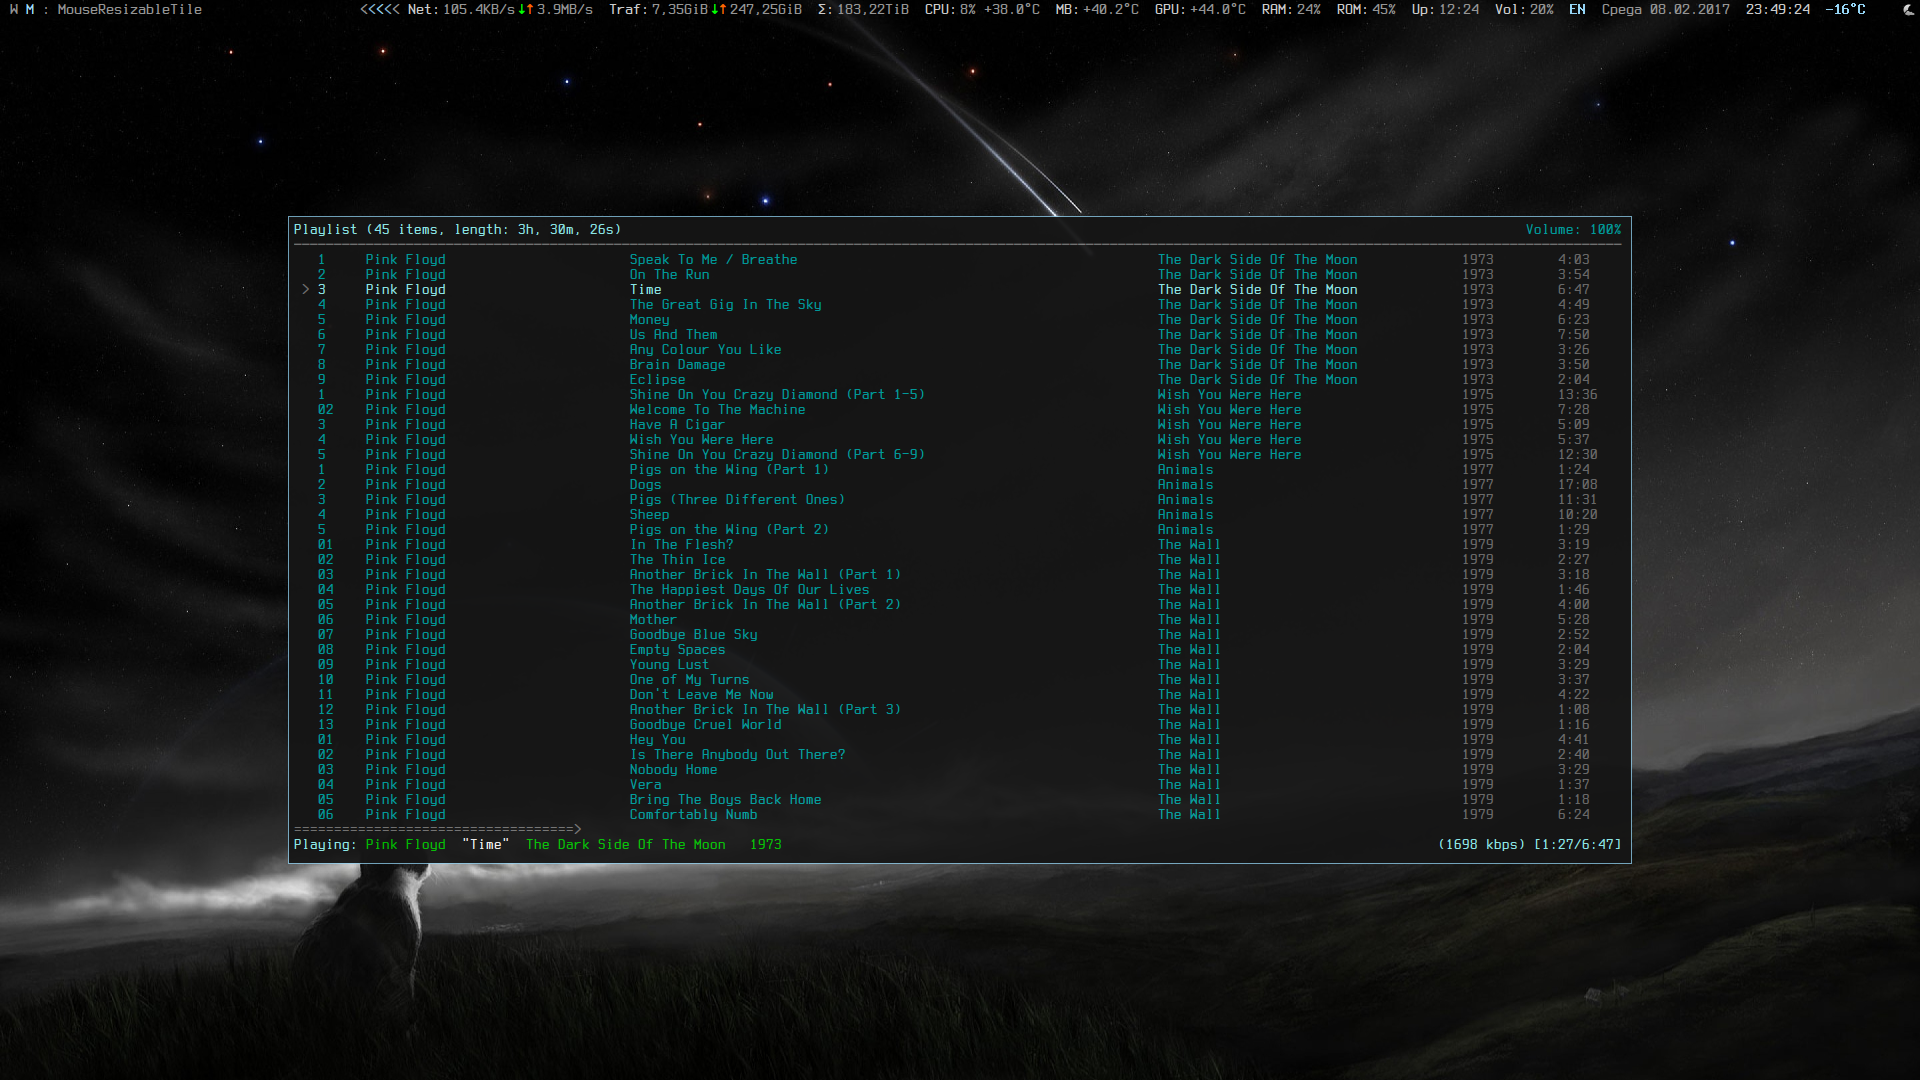 W M : MouseResizableTile <<<<< Net: 105.4KB/s ↓↑ 3.9MB/s Traf: 7,35GiB ↓↑ 247,25GiB Σ: 183,22TiB CPU: 8% +38.0°C MB: +40.2°C GPU: +44.0°C RAM: 24% ROM: 45% Up: 12:24 Vol: 20% EN Среда 08.02.2017 23:49:24 -16°C
Playlist (45 items, length: 3h, 30m, 26s) Volume: 100%
1 Pink Floyd Speak To Me / Breathe The Dark Side Of The Moon 1973 4:03
2 Pink Floyd On The Run The Dark Side Of The Moon 1973 3:54
> 3 Pink Floyd Time The Dark Side Of The Moon 1973 6:47
4 Pink Floyd The Great Gig In The Sky The Dark Side Of The Moon 1973 4:49
5 Pink Floyd Money The Dark Side Of The Moon 1973 6:23
6 Pink Floyd Us And Them The Dark Side Of The Moon 1973 7:50
7 Pink Floyd Any Colour You Like The Dark Side Of The Moon 1973 3:26
8 Pink Floyd Brain Damage The Dark Side Of The Moon 1973 3:50
9 Pink Floyd Eclipse The Dark Side Of The Moon 1973 2:04
1 Pink Floyd Shine On You Crazy Diamond (Part 1-5) Wish You Were Here 1975 13:36
02 Pink Floyd Welcome To The Machine Wish You Were Here 1975 7:28
3 Pink Floyd Have A Cigar Wish You Were Here 1975 5:09
4 Pink Floyd Wish You Were Here Wish You Were Here 1975 5:37
5 Pink Floyd Shine On You Crazy Diamond (Part 6-9) Wish You Were Here 1975 12:30
1 Pink Floyd Pigs on the Wing (Part 1) Animals 1977 1:24
2 Pink Floyd Dogs Animals 1977 17:08
3 Pink Floyd Pigs (Three Different Ones) Animals 1977 11:31
4 Pink Floyd Sheep Animals 1977 10:20
5 Pink Floyd Pigs on the Wing (Part 2) Animals 1977 1:29
01 Pink Floyd In The Flesh? The Wall 1979 3:19
02 Pink Floyd The Thin Ice The Wall 1979 2:27
03 Pink Floyd Another Brick In The Wall (Part 1) The Wall 1979 3:18
04 Pink Floyd The Happiest Days Of Our Lives The Wall 1979 1:46
05 Pink Floyd Another Brick In The Wall (Part 2) The Wall 1979 4:00
06 Pink Floyd Mother The Wall 1979 5:28
07 Pink Floyd Goodbye Blue Sky The Wall 1979 2:52
08 Pink Floyd Empty Spaces The Wall 1979 2:04
09 Pink Floyd Young Lust The Wall 1979 3:29
10 Pink Floyd One of My Turns The Wall 1979 3:37
11 Pink Floyd Don't Leave Me Now The Wall 1979 4:22
12 Pink Floyd Another Brick In The Wall (Part 3) The Wall 1979 1:08
13 Pink Floyd Goodbye Cruel World The Wall 1979 1:16
01 Pink Floyd Hey You The Wall 1979 4:41
02 Pink Floyd Is There Anybody Out There? The Wall 1979 2:40
03 Pink Floyd Nobody Home The Wall 1979 3:29
04 Pink Floyd Vera The Wall 1979 1:37
05 Pink Floyd Bring The Boys Back Home The Wall 1979 1:18
06 Pink Floyd Comfortably Numb The Wall 1979 6:24
===================================>
Playing: Pink Floyd "Time" The Dark Side Of The Moon 1973 (1698 kbps) [1:27/6:47]